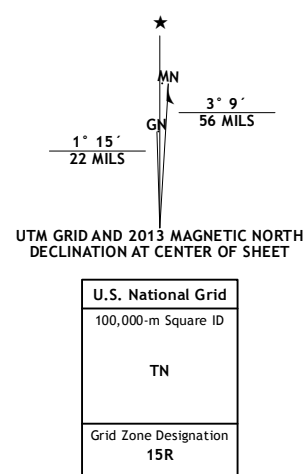 ★
MN
GN
3° 9´
56 MILS
1° 15´
22 MILS
UTM GRID AND 2013 MAGNETIC NORTH
DECLINATION AT CENTER OF SHEET
U.S. National Grid
100,000-m Square ID
TN
Grid Zone Designation
15R